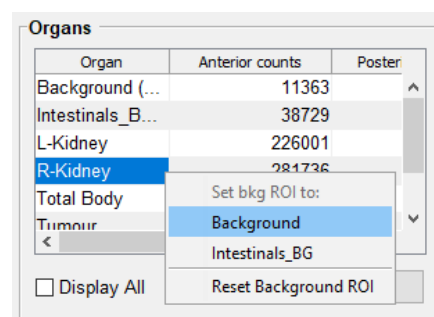 Organs
Organ Anterior counts Posteri
Background (... 11363
Intestinals_B... 38729
L-Kidney 226001
R-Kidney 281736
Total Body
Tumour
Set bkg ROI to:
Background
Intestinals_BG
Reset Background ROI
Display All